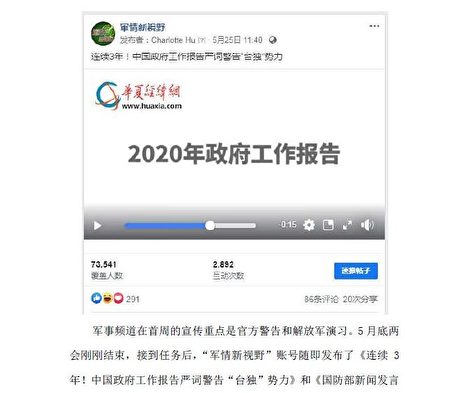 軍情新視野
发布者：Charlotte Hu [?] · 5月25日 11:40 ·
连续3年！中国政府工作报告严词警告“台独”势力
华夏经纬網
www.huaxia.com
2020年政府工作报告
-0:15
73,541
覆盖人数
2,892
互动次数
速推帖子
291
86条评论 20次分享
军事频道在首周的宣传重点是官方警告和解放军演习。5 月底两
会刚刚结束，接到任务后，“军情新视野”账号随即发布了《连续 3
年！中国政府工作报告严词警告“台独”势力》和《国防部新闻发言